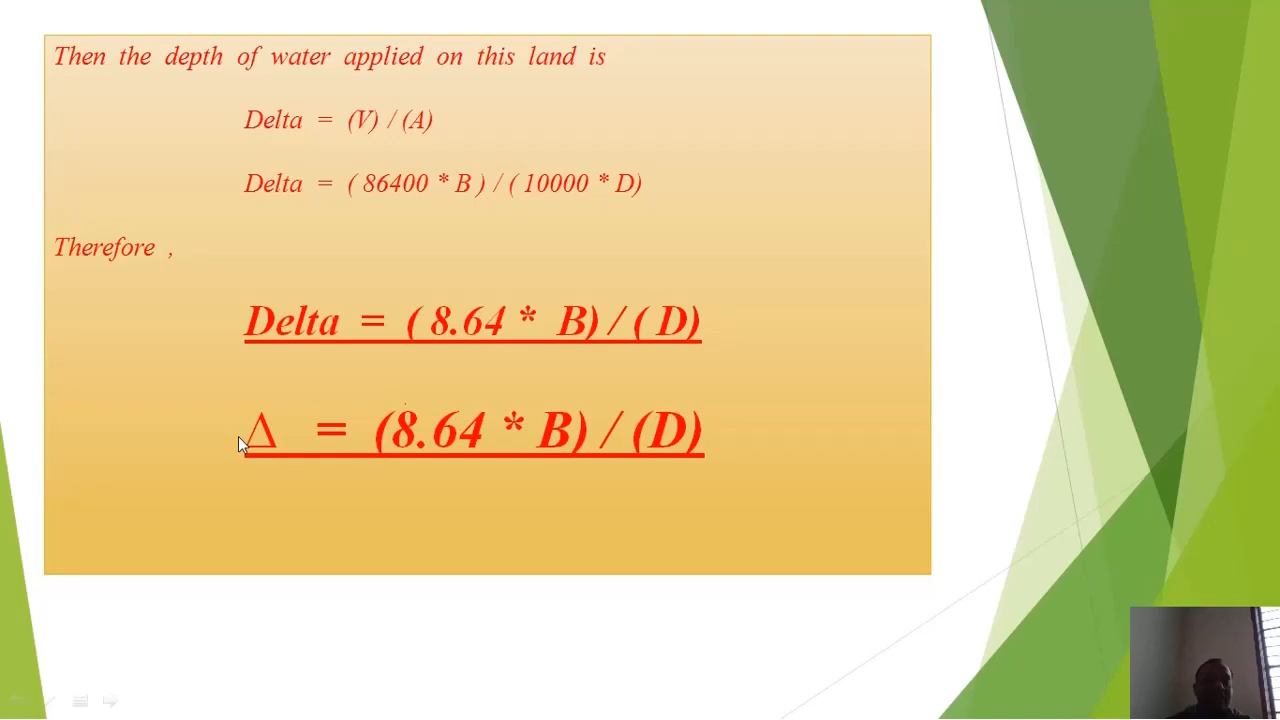 Then the depth of water applied on this land is
Delta = (V) / (A)
Delta = ( 86400 * B ) / ( 10000 * D)
Therefore ,
Delta = ( 8.64 * B) / ( D)
Δ = (8.64 * B) / (D)